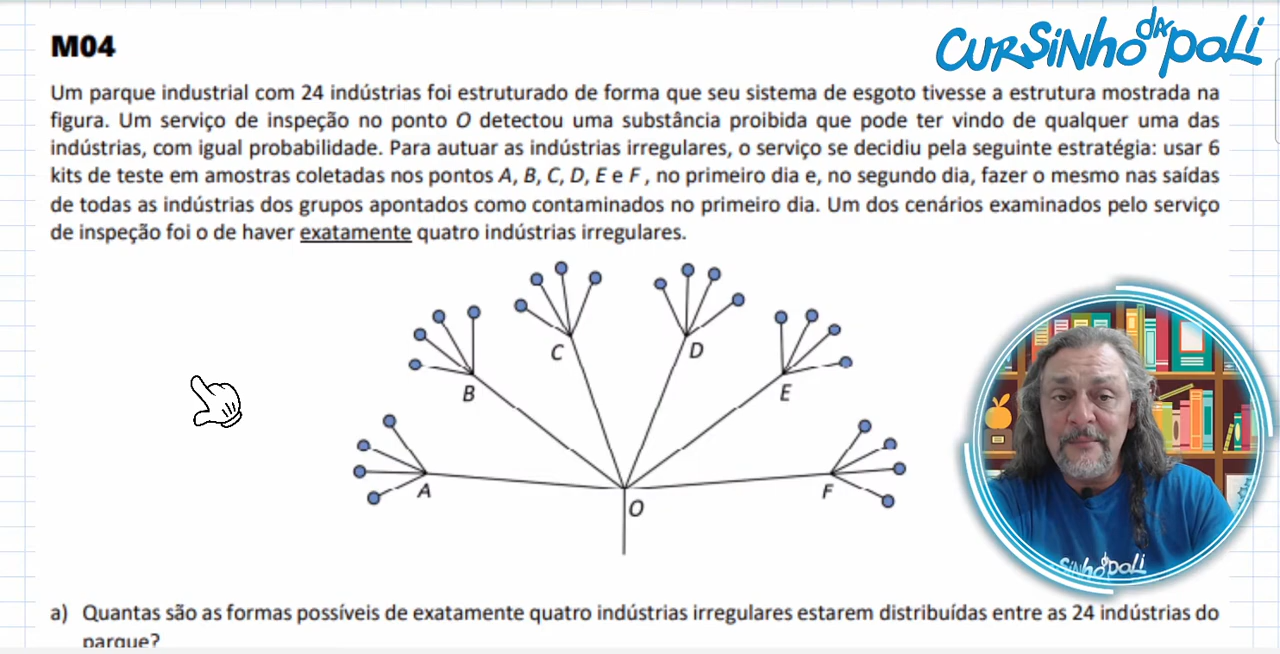 CURSINHO DA POLI
M04
Um parque industrial com 24 indústrias foi estruturado de forma que seu sistema de esgoto tivesse a estrutura mostrada na
figura. Um serviço de inspeção no ponto O detectou uma substância proibida que pode ter vindo de qualquer uma das
indústrias, com igual probabilidade. Para autuar as indústrias irregulares, o serviço se decidiu pela seguinte estratégia: usar 6
kits de teste em amostras coletadas nos pontos A, B, C, D, E e F , no primeiro dia e, no segundo dia, fazer o mesmo nas saídas
de todas as indústrias dos grupos apontados como contaminados no primeiro dia. Um dos cenários examinados pelo serviço
de inspeção foi o de haver exatamente quatro indústrias irregulares.
C
D
B
E
A
F
O
SiNhO dA POLi
a) Quantas são as formas possíveis de exatamente quatro indústrias irregulares estarem distribuídas entre as 24 indústrias do
parque?